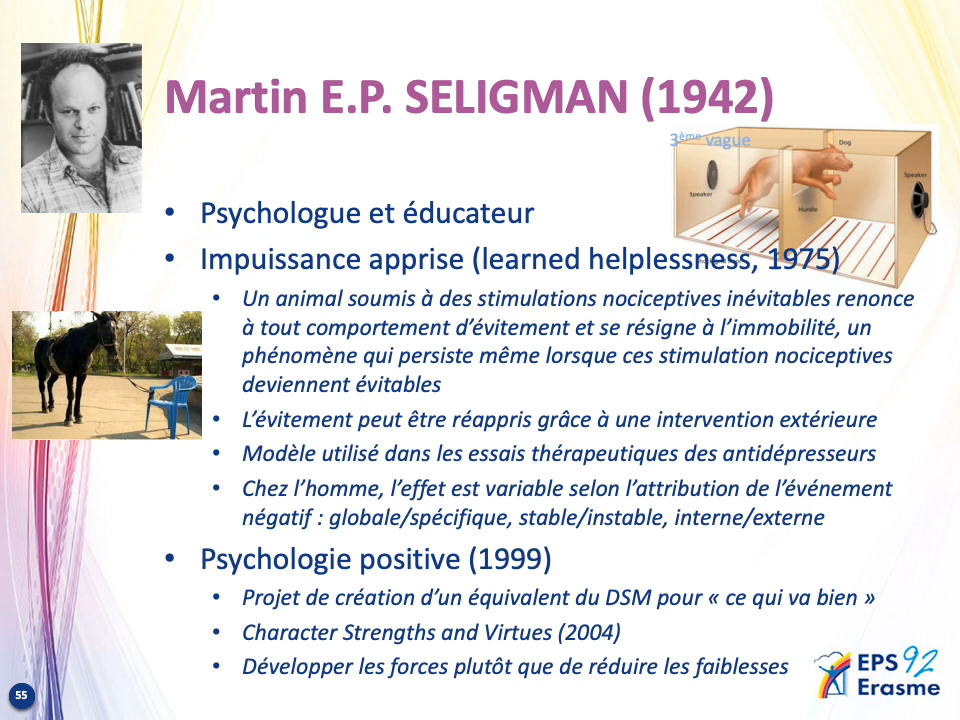 Martin E.P. SELIGMAN (1942)
3ème vague
Dog
Speaker
Speaker
Hurdle
• Psychologue et éducateur
• Impuissance apprise (learned helplessness, 1975)
• Un animal soumis à des stimulations nociceptives inévitables renonce
à tout comportement d’évitement et se résigne à l’immobilité, un
phénomène qui persiste même lorsque ces stimulation nociceptives
deviennent évitables
• L’évitement peut être réappris grâce à une intervention extérieure
• Modèle utilisé dans les essais thérapeutiques des antidépresseurs
• Chez l’homme, l’effet est variable selon l’attribution de l’événement
négatif : globale/spécifique, stable/instable, interne/externe
• Psychologie positive (1999)
• Projet de création d’un équivalent du DSM pour « ce qui va bien »
• Character Strengths and Virtues (2004)
• Développer les forces plutôt que de réduire les faiblesses
EPS 92
Erasme
55